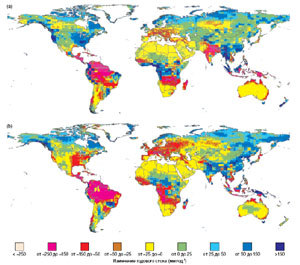 (a)
(b)
< -250 от -250 до -150 от -150 до -50 от -50 до -25 от -25 до 0 от 0 до 25 от 25 до 50 от 50 до 150 >150
Изменение годового стока (мм год⁻¹)